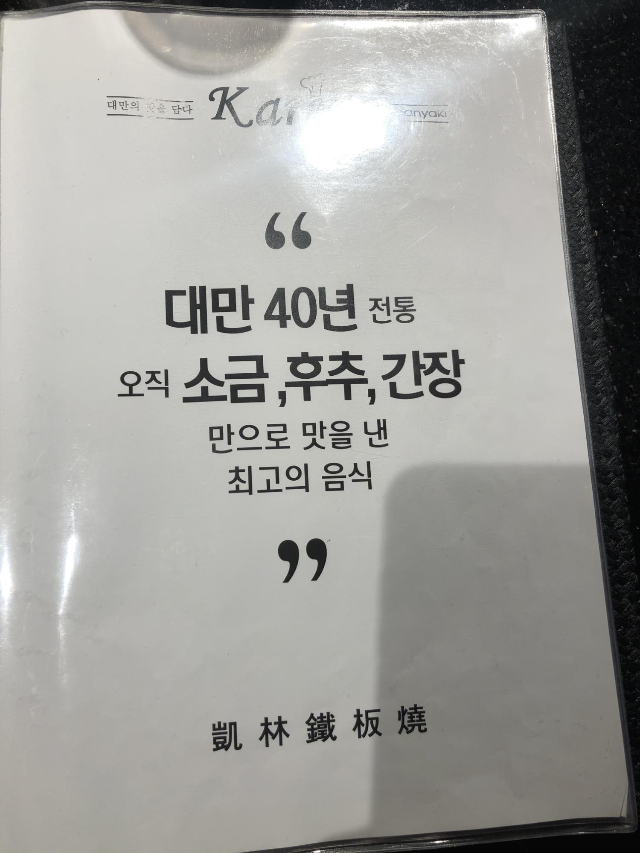 대만의 맛을 담다
“
대만 40년 전통
오직 소금,후추,간장
만으로 맛을 낸
최고의 음식
”
凱林鐵板燒